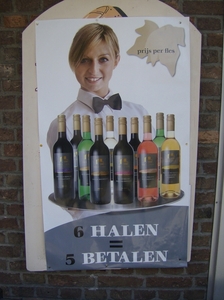 prijs per fles
6 HALEN
=
5 BETALEN